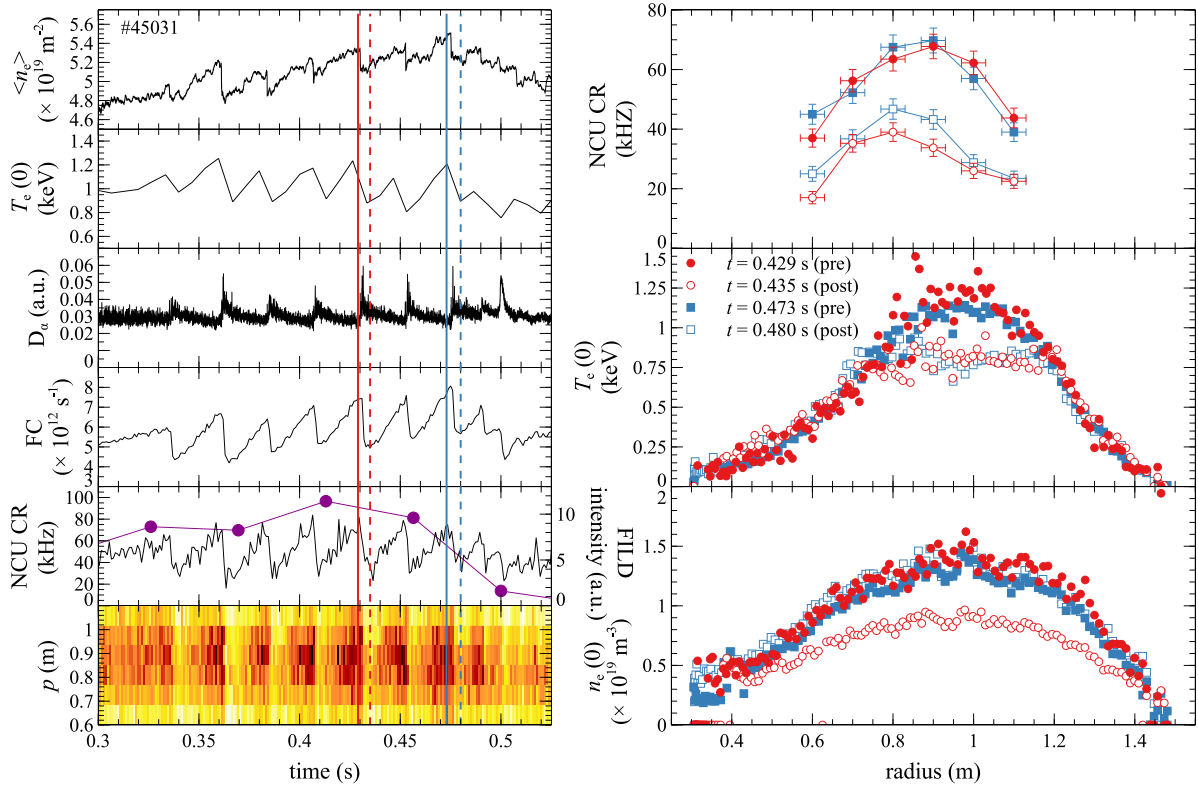 #45031
<n_e>
(× 10^19 m^-2)
5.6
5.4
5.2
5
4.8
4.6
T_e (0)
(keV)
1.4
1.2
1
0.8
0.6
D_α (a.u.)
0.06
0.05
0.04
0.03
0.02
0
FC
(× 10^12 s^-1)
8
7
6
5
4
3
NCU CR
(kHz)
100
80
60
40
20
0
10
5
0
FILD
intensity (a.u.)
p (m)
1
0.9
0.8
0.7
0.6
0.3 0.4 0.45 0.5
time (s)
NCU CR
(kHZ)
80
60
40
20
0
T_e (0)
(keV)
1.5
1.25
1
0.75
0.5
0.25
0
t = 0.429 s (pre)
t = 0.435 s (post)
t = 0.473 s (pre)
t = 0.480 s (post)
n_e (0)
(× 10^19 m^-3)
2
1.5
1
0.5
0
0.4 0.6 0.8 1 1.2 1.4
radius (m)